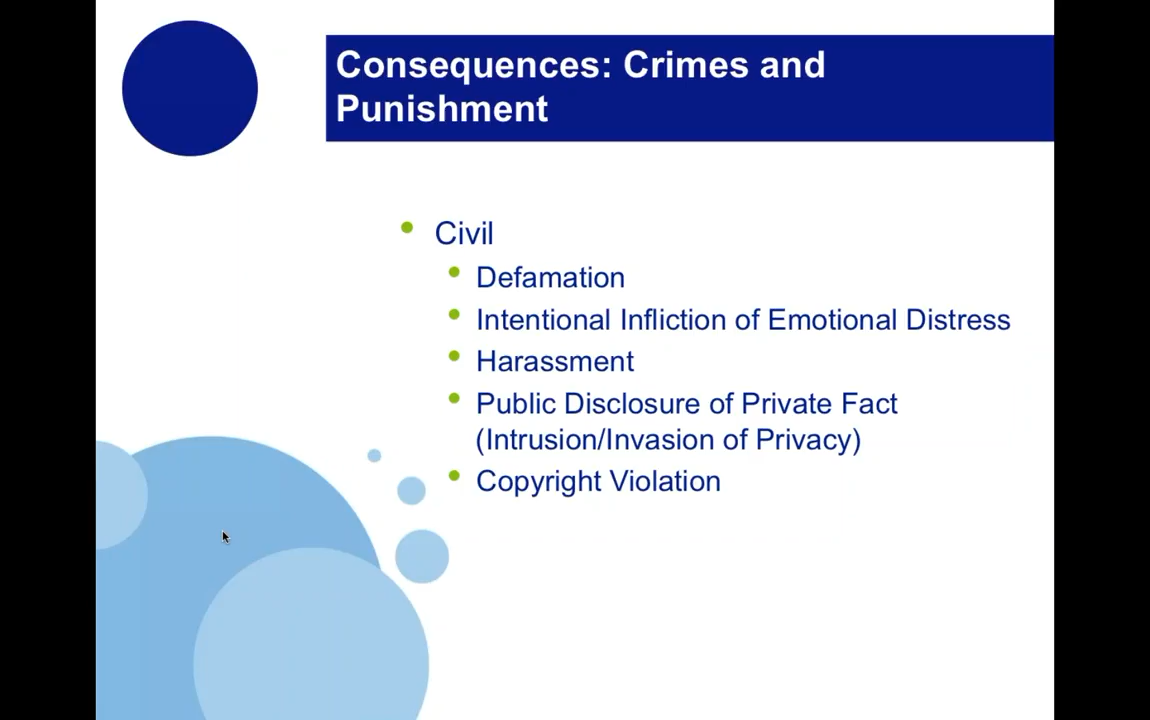 Consequences: Crimes and
Punishment
Civil
Defamation
Intentional Infliction of Emotional Distress
Harassment
Public Disclosure of Private Fact
(Intrusion/Invasion of Privacy)
Copyright Violation